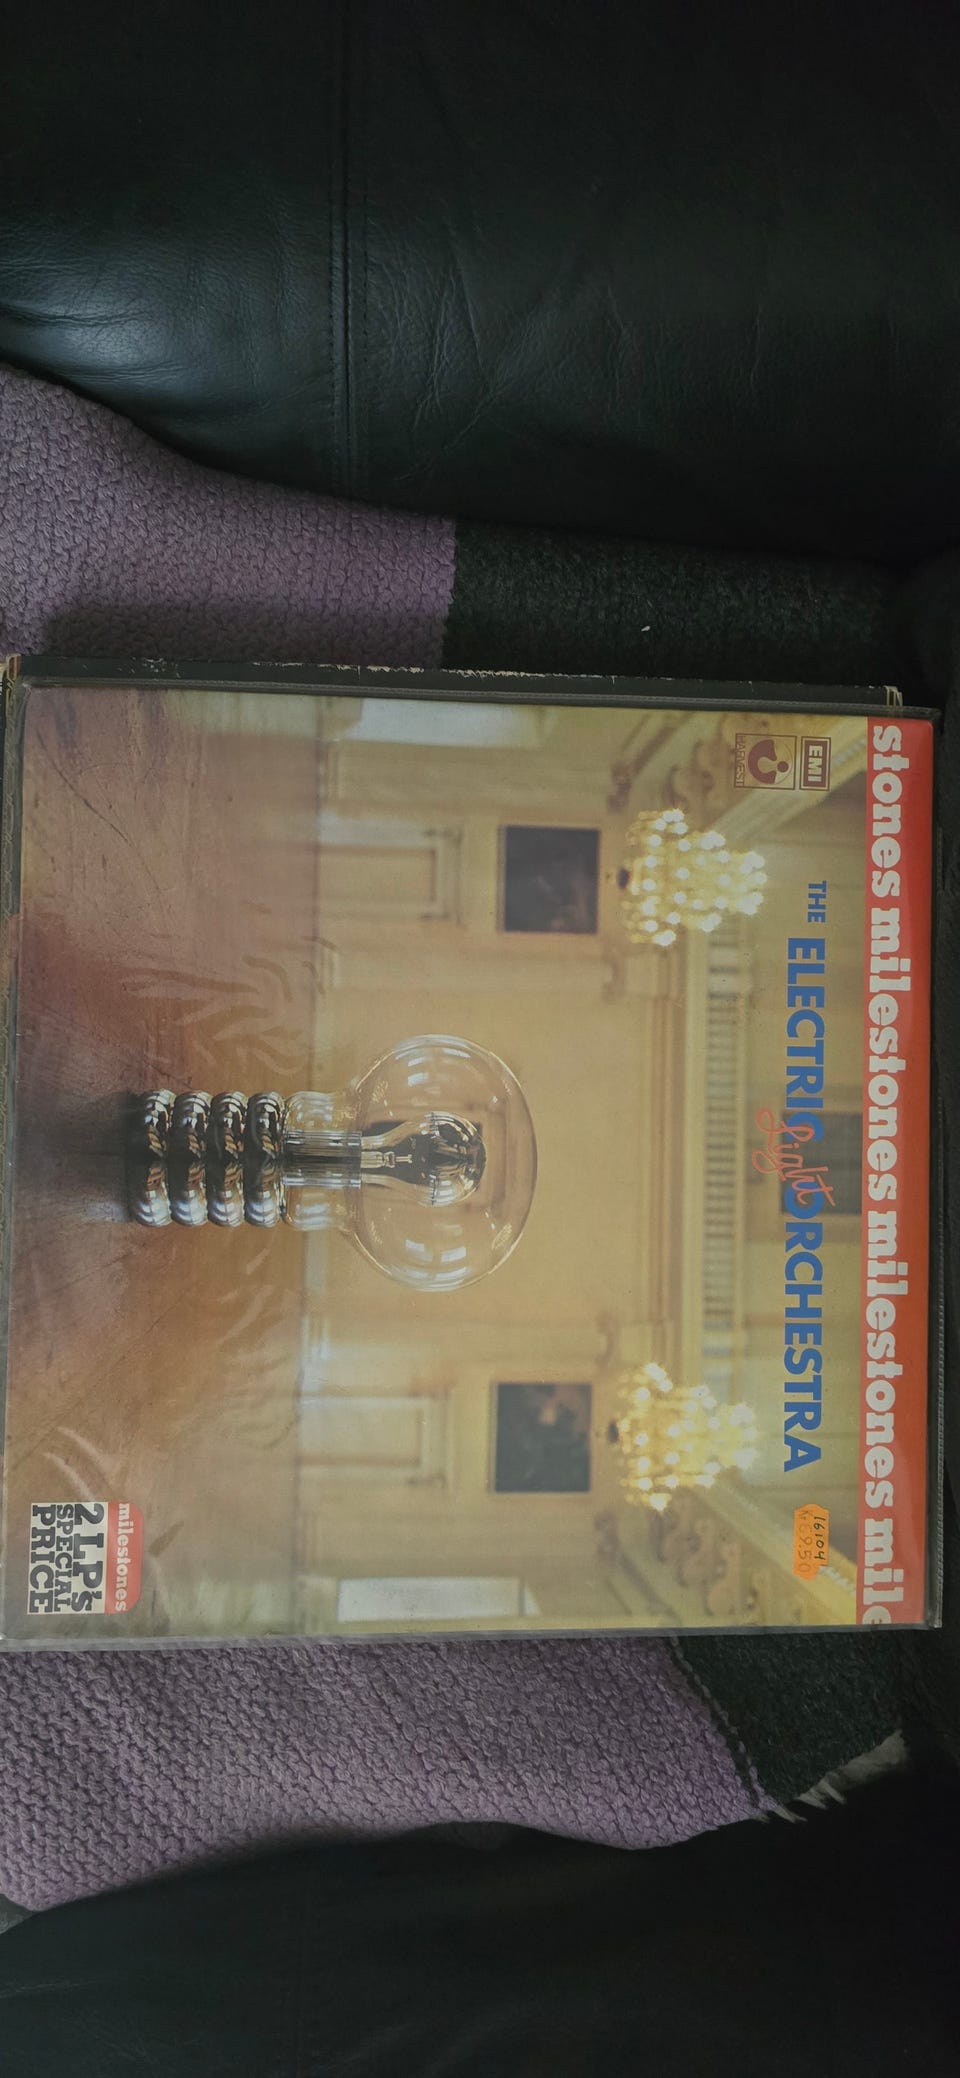 stones milestones milestones mile
EMI
HARVEST
THE ELECTRIC Light ORCHESTRA
16104
milestones
2 LP's
SPECIAL
PRICE